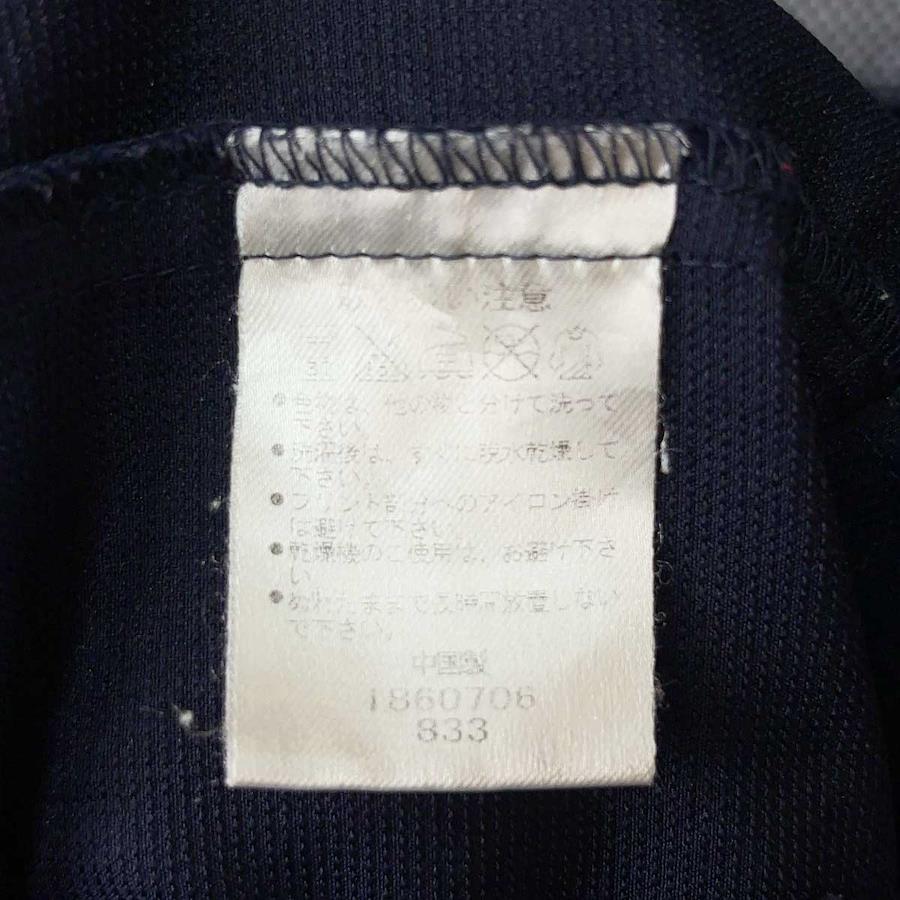 注意
色物は、他の物と分けて洗って
下さい。
洗濯後は、すぐに脱水乾燥して
下さい。
プリント部分へのアイロン掛け
は避けて下さい。
乾燥機のご使用は、お避け下さ
い。
ぬれたままで長時間放置しない
で下さい。
中国製
1860706
833